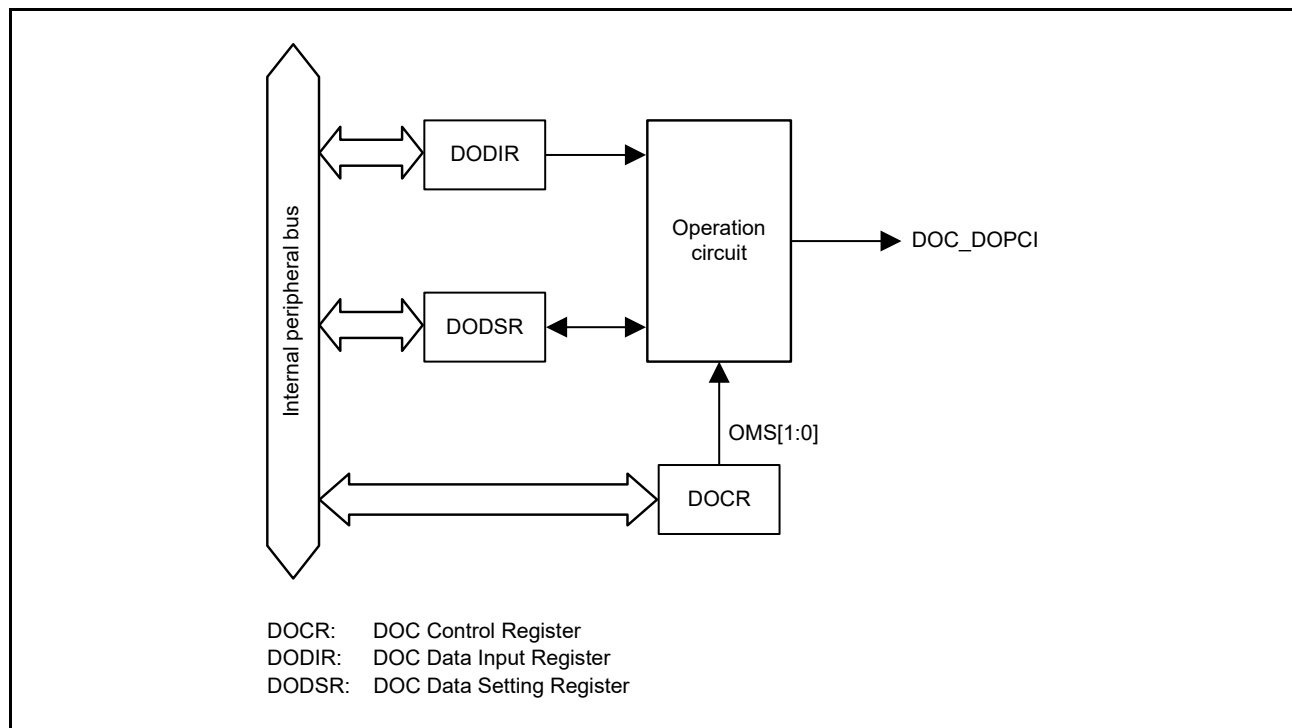 Internal peripheral bus
DODIR
DODSR
Operation
circuit
DOC_DOPCI
OMS[1:0]
DOCR
DOCR: DOC Control Register
DODIR: DOC Data Input Register
DODSR: DOC Data Setting Register